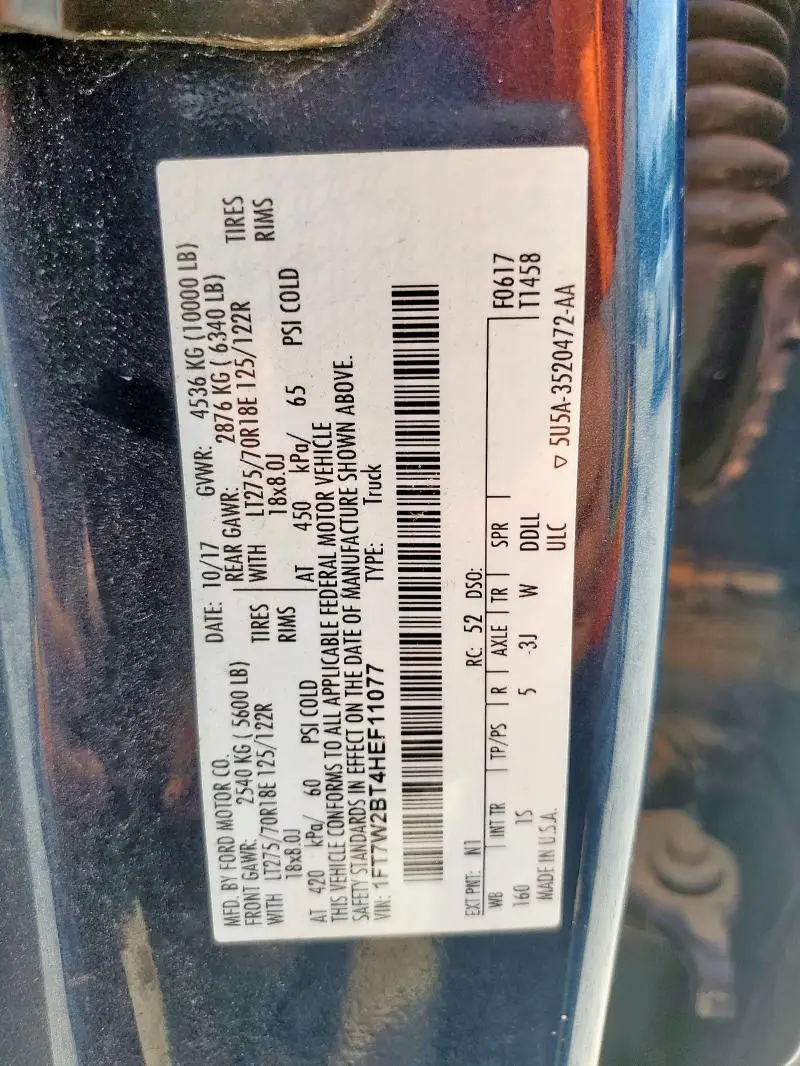 MFD. BY FORD MOTOR CO.
DATE: 10/17 GVWR: 4536 KG (10000 LB)
FRONT GAWR: 2540 KG ( 5600 LB)
REAR GAWR: 2876 KG ( 6340 LB)
WITH LT275/70R18E 125/122R TIRES
18x8.0J RIMS
AT 420 kPa/ 60 PSI COLD
WITH LT275/70R18E 125/122R TIRES
18x8.0J RIMS
AT 450 kPa/ 65 PSI COLD
THIS VEHICLE CONFORMS TO ALL APPLICABLE FEDERAL MOTOR VEHICLE
SAFETY STANDARDS IN EFFECT ON THE DATE OF MANUFACTURE SHOWN ABOVE.
VIN: 1FT7W2BT4HEF11077 TYPE: Truck
EXT PNT: N1 RC: 52 DSO:
WB INT TR TP/PS R AXLE TR SPR F0617
160 1S 5 -3J W DDLL T1458
MADE IN U.S.A. ULC
▽ 5U5A-3520472-AA